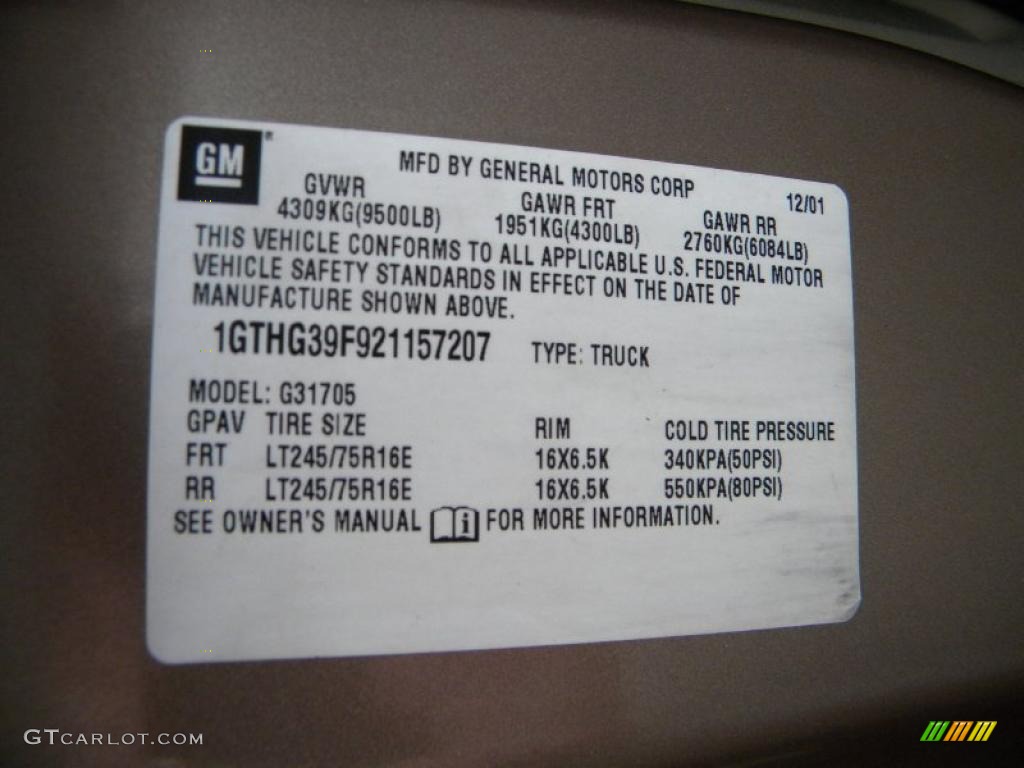 GM
MFD BY GENERAL MOTORS CORP 12/01
GVWR GAWR FRT GAWR RR
4309KG(9500LB) 1951KG(4300LB) 2760KG(6084LB)
THIS VEHICLE CONFORMS TO ALL APPLICABLE U.S. FEDERAL MOTOR
VEHICLE SAFETY STANDARDS IN EFFECT ON THE DATE OF
MANUFACTURE SHOWN ABOVE.
1GTHG39F921157207 TYPE: TRUCK
MODEL: G31705
GPAV TIRE SIZE RIM COLD TIRE PRESSURE
FRT LT245/75R16E 16X6.5K 340KPA(50PSI)
RR LT245/75R16E 16X6.5K 550KPA(80PSI)
SEE OWNER'S MANUAL i FOR MORE INFORMATION.
GTCARLOT.COM